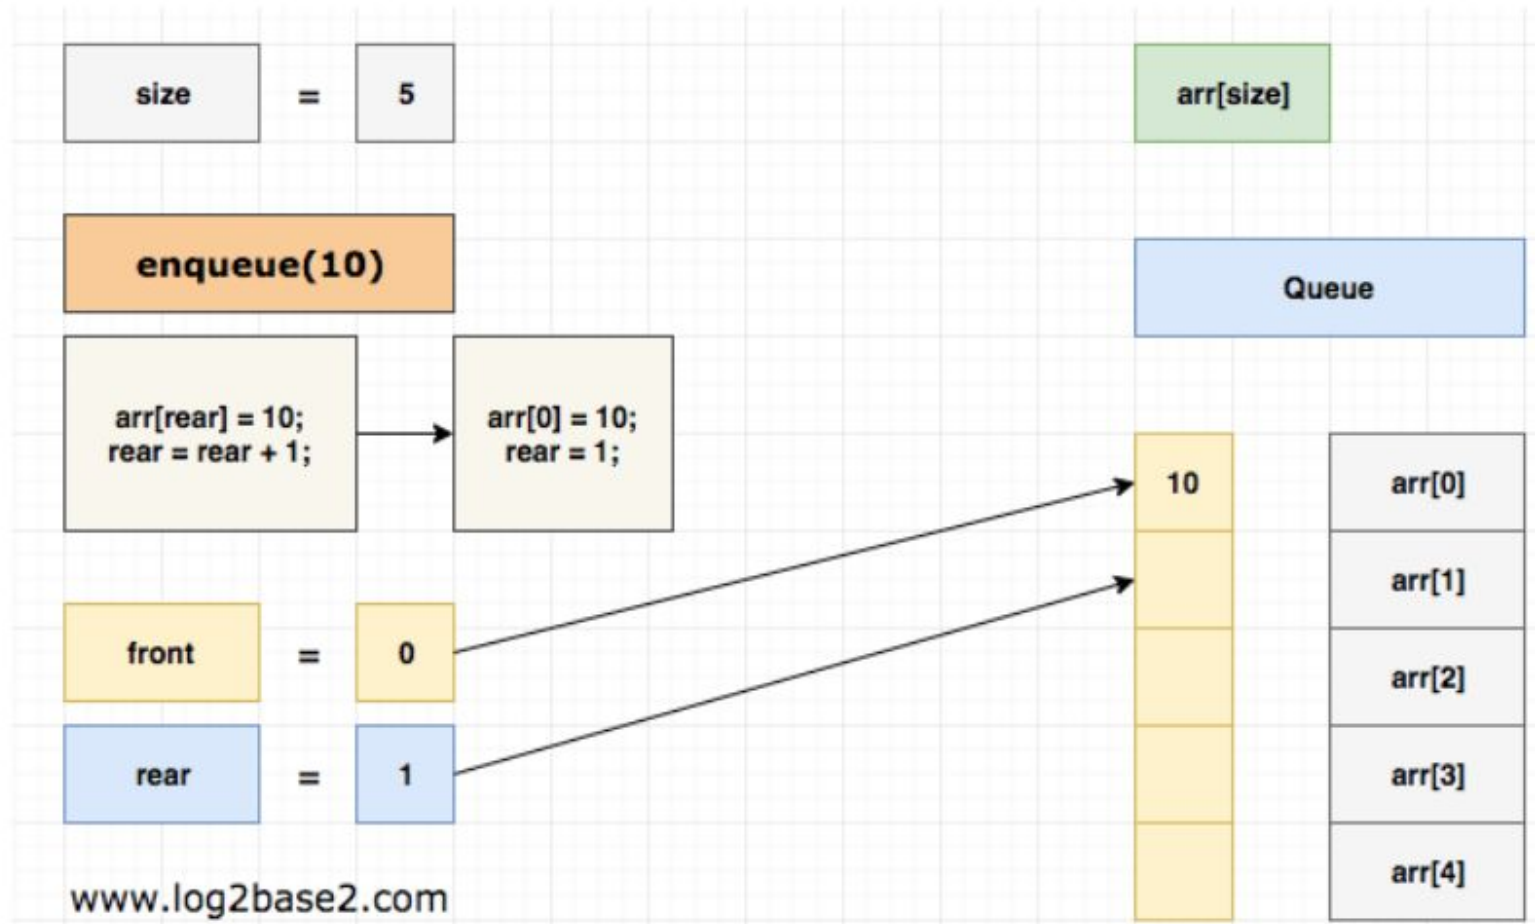 size = 5
arr[size]
enqueue(10)
Queue
arr[rear] = 10;
rear = rear + 1;
arr[0] = 10;
rear = 1;
10
arr[0]
arr[1]
front = 0
arr[2]
rear = 1
arr[3]
arr[4]
www.log2base2.com